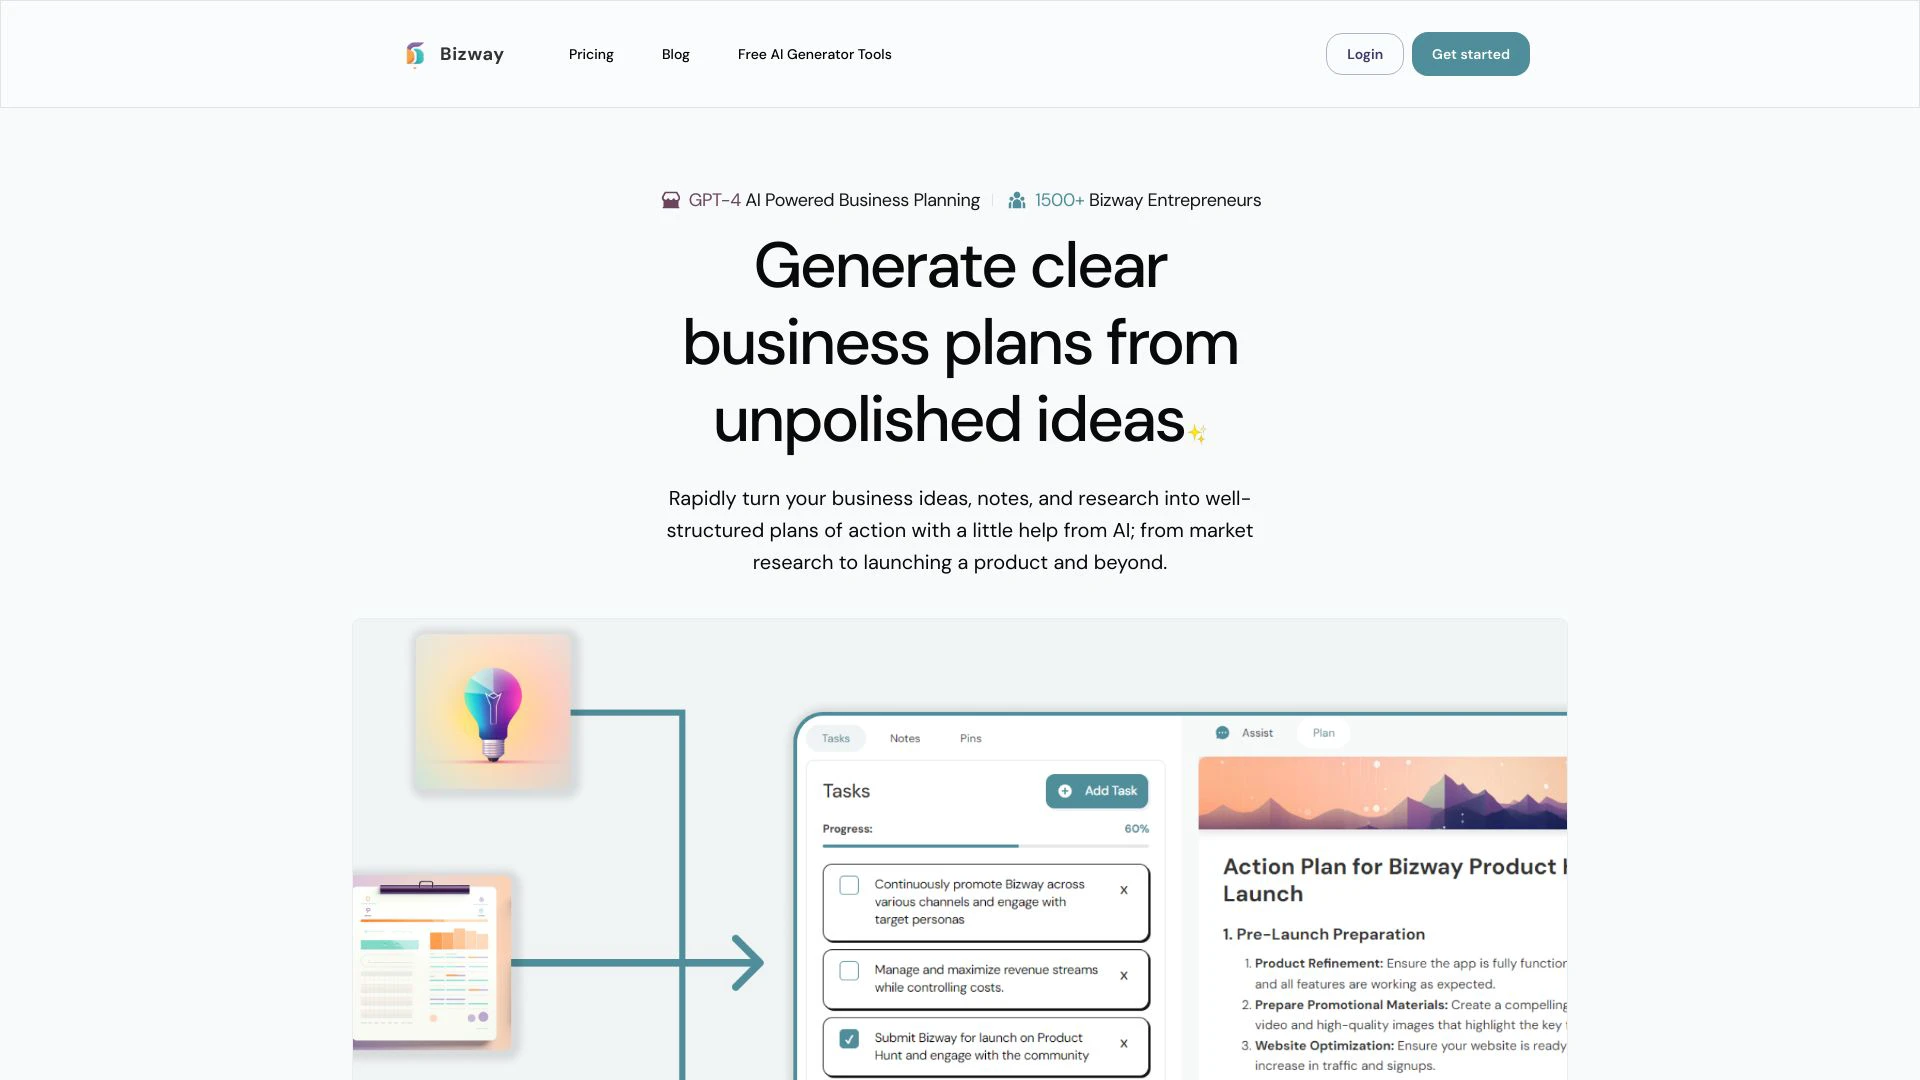 Bizway
Pricing
Blog
Free AI Generator Tools
Login
Get started
GPT-4 AI Powered Business Planning
1500+ Bizway Entrepreneurs
Generate clear
business plans from
unpolished ideas✨
Rapidly turn your business ideas, notes, and research into well-
structured plans of action with a little help from AI; from market
research to launching a product and beyond.
Tasks
Notes
Pins
Tasks
Add Task
Progress:
60%
Continuously promote Bizway across
various channels and engage with
target personas
x
Manage and maximize revenue streams
while controlling costs.
x
Submit Bizway for launch on Product
Hunt and engage with the community
x
Assist
Plan
Action Plan for Bizway Product
Launch
1. Pre-Launch Preparation
1. Product Refinement: Ensure the app is fully
and all features are working as expected.
2. Prepare Promotional Materials: Create a
video and high-quality images that highlight the key
3. Website Optimization: Ensure your website is ready
increase in traffic and signups.